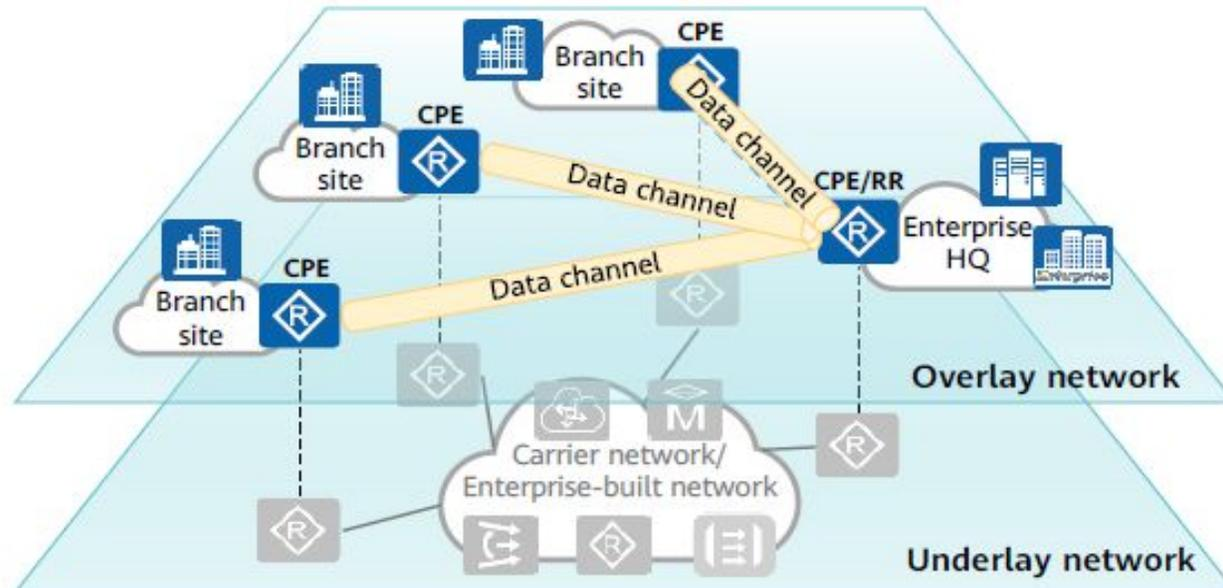 CPE
Branch
site
CPE
Branch
site
Data channel
CPE/RR
Data channel
Enterprise
HQ
Enterprise
CPE
Branch
site
Data channel
R
R
R
R
R
R
R
Overlay network
M
Carrier network/
Enterprise-built network
R
Underlay network